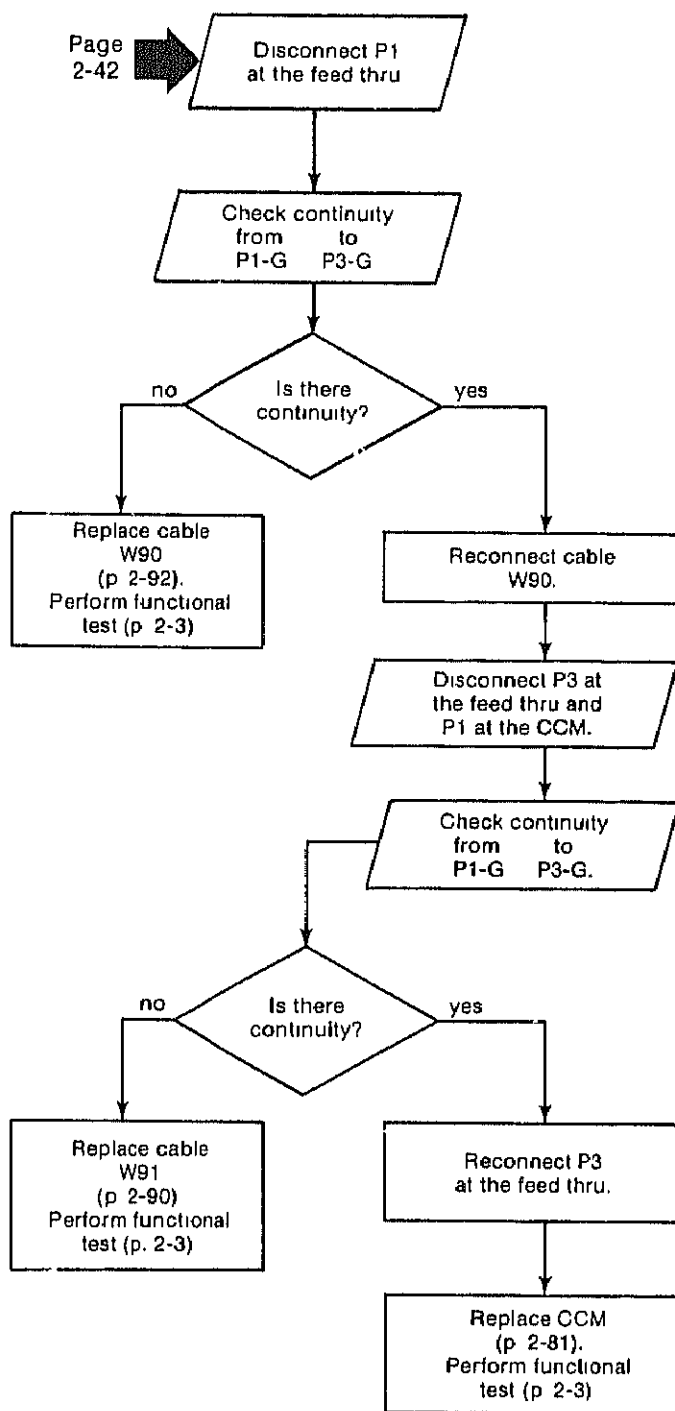 Page
2-42
Disconnect P1
at the feed thru
Check continuity
from to
P1-G P3-G
Is there
continuity?
no
yes
Replace cable
W90
(p 2-92).
Perform functional
test (p 2-3)
Reconnect cable
W90.
Disconnect P3 at
the feed thru and
P1 at the CCM.
Check continuity
from to
P1-G P3-G.
Is there
continuity?
no
yes
Replace cable
W91
(p 2-90)
Perform functional
test (p. 2-3)
Reconnect P3
at the feed thru.
Replace CCM
(p 2-81).
Perform functional
test (p 2-3)